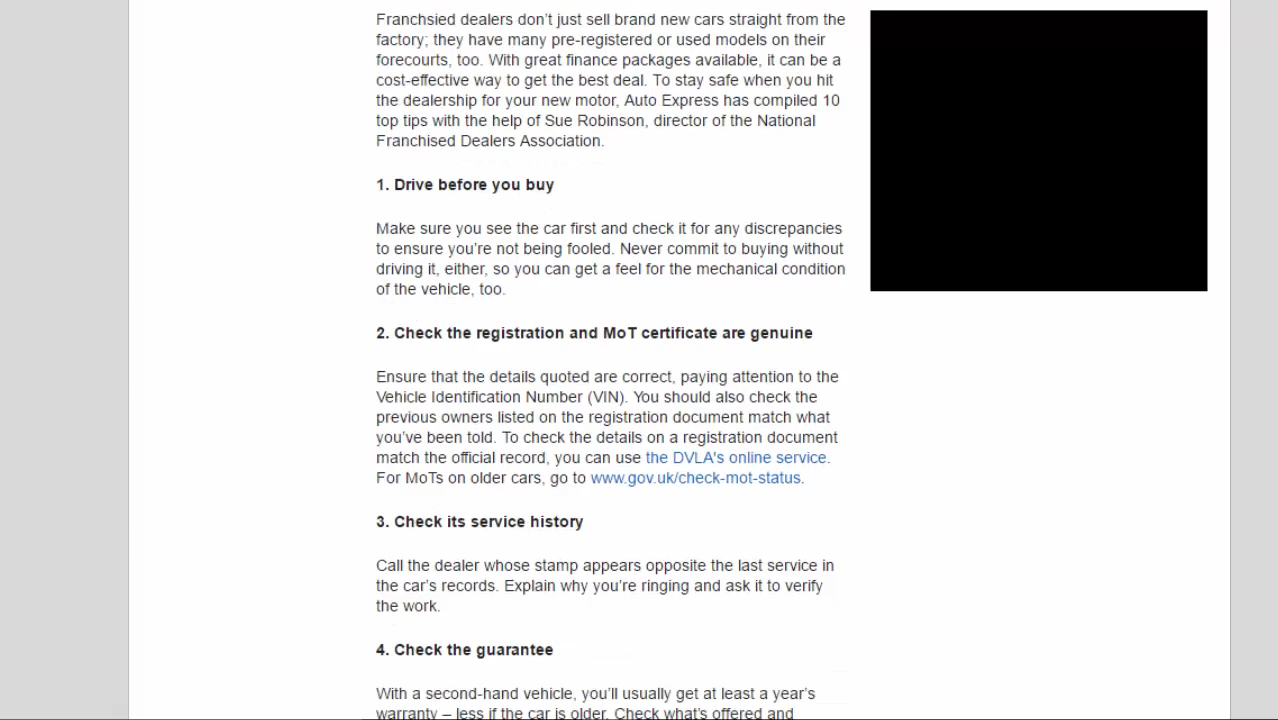 Franchsied dealers don’t just sell brand new cars straight from the
factory; they have many pre-registered or used models on their
forecourts, too. With great finance packages available, it can be a
cost-effective way to get the best deal. To stay safe when you hit
the dealership for your new motor, Auto Express has compiled 10
top tips with the help of Sue Robinson, director of the National
Franchised Dealers Association.
1. Drive before you buy
Make sure you see the car first and check it for any discrepancies
to ensure you’re not being fooled. Never commit to buying without
driving it, either, so you can get a feel for the mechanical condition
of the vehicle, too.
2. Check the registration and MoT certificate are genuine
Ensure that the details quoted are correct, paying attention to the
Vehicle Identification Number (VIN). You should also check the
previous owners listed on the registration document match what
you’ve been told. To check the details on a registration document
match the official record, you can use the DVLA's online service.
For MoTs on older cars, go to www.gov.uk/check-mot-status.
3. Check its service history
Call the dealer whose stamp appears opposite the last service in
the car’s records. Explain why you’re ringing and ask it to verify
the work.
4. Check the guarantee
With a second-hand vehicle, you’ll usually get at least a year’s
warranty – less if the car is older. Check what’s offered and